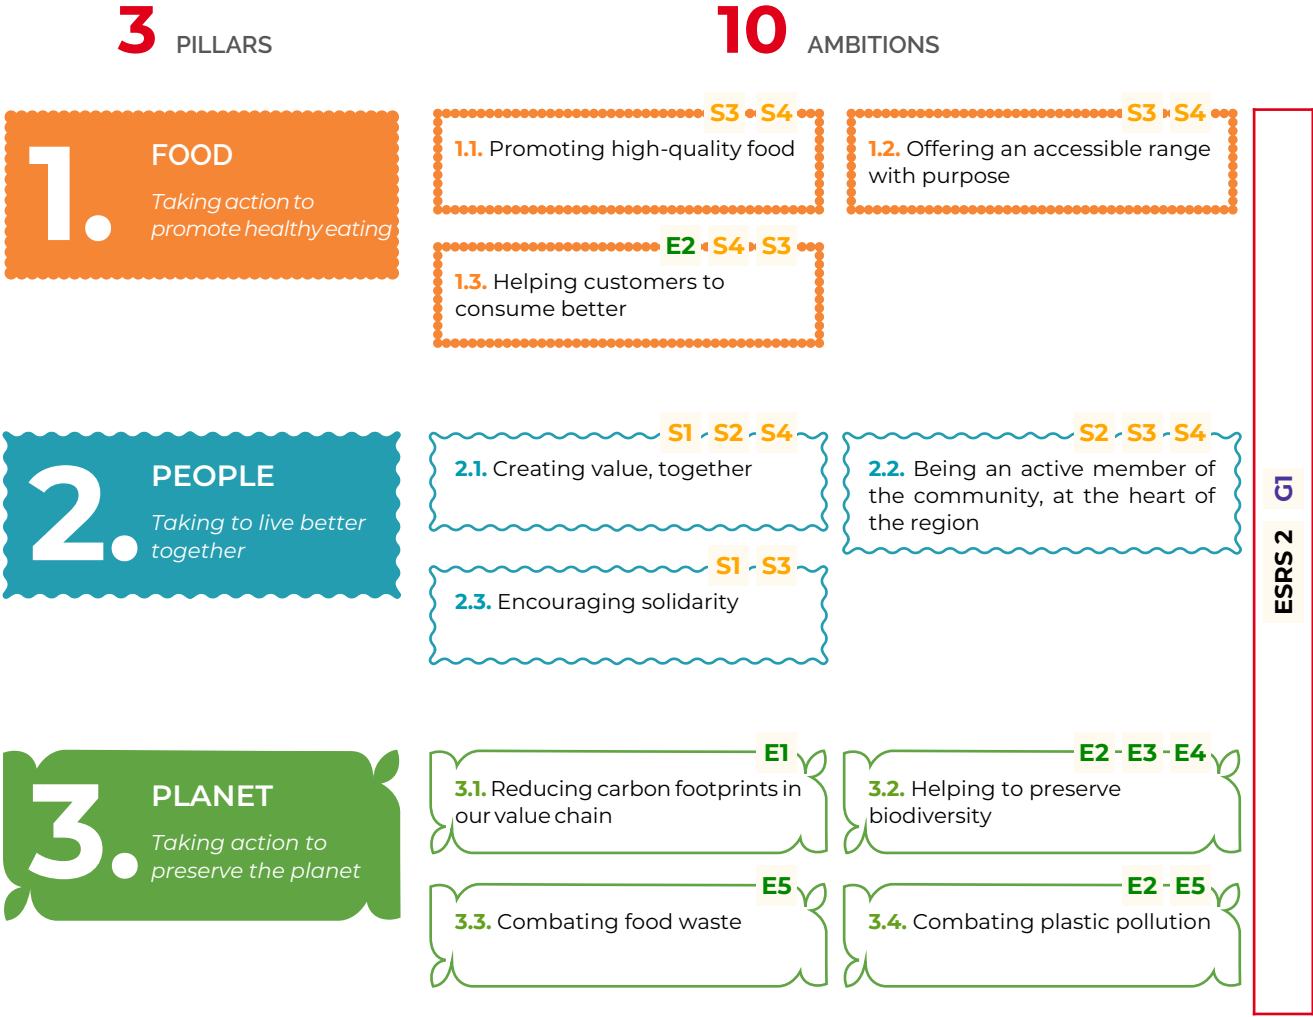 3 PILLARS
10 AMBITIONS
1.
FOOD
Taking action to
promote healthy eating
S3 S4
1.1. Promoting high-quality food
S3 S4
1.2. Offering an accessible range
with purpose
E2 S4 S3
1.3. Helping customers to
consume better
2.
PEOPLE
Taking to live better
together
S1 S2 S4
2.1. Creating value, together
S2 S3 S4
2.2. Being an active member of
the community, at the heart of
the region
S1 S3
2.3. Encouraging solidarity
3.
PLANET
Taking action to
preserve the planet
E1
3.1. Reducing carbon footprints in
our value chain
E2 - E3 - E4
3.2. Helping to preserve
biodiversity
E5
3.3. Combating food waste
E2 - E5
3.4. Combating plastic pollution
ESRS 2 G1